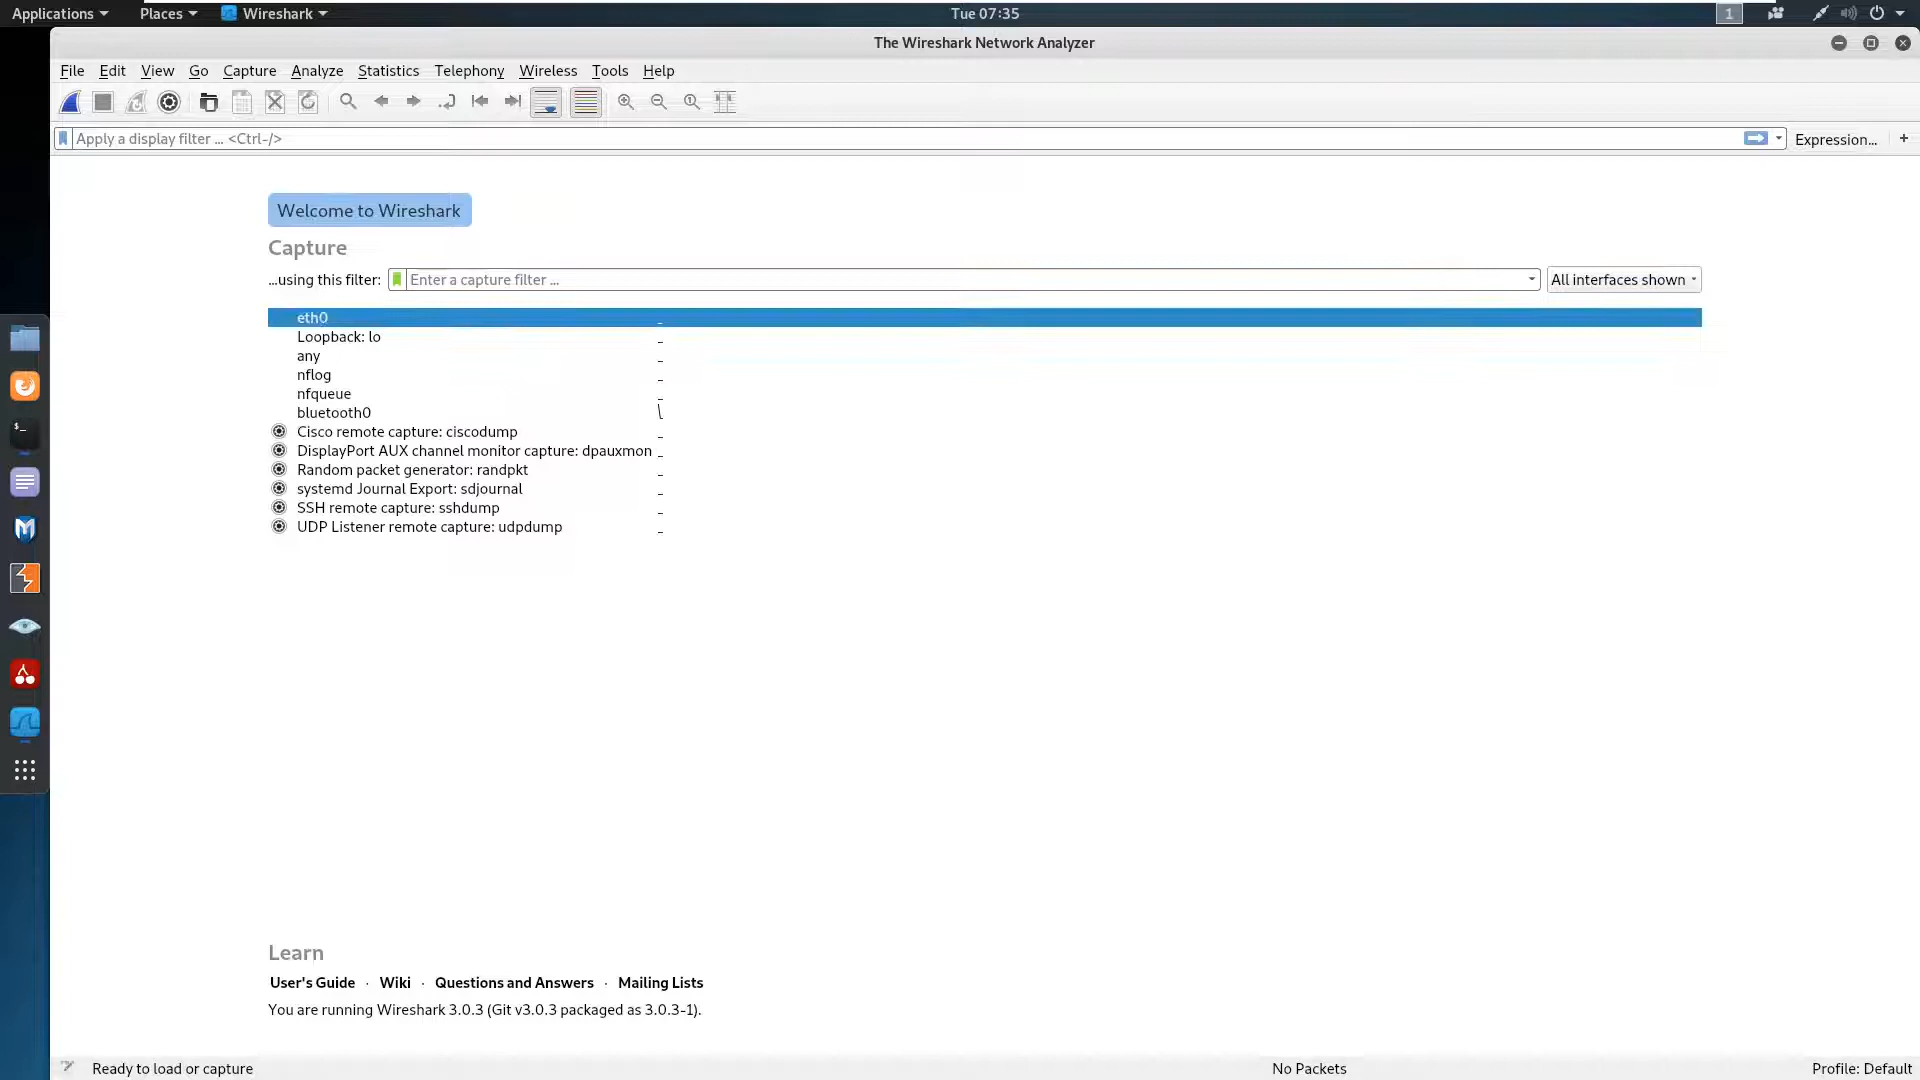 Applications Places Wireshark Tue 07:35 1
The Wireshark Network Analyzer
File Edit View Go Capture Analyze Statistics Telephony Wireless Tools Help
Apply a display filter ... <Ctrl-/> Expression... +
Welcome to Wireshark
Capture
...using this filter: Enter a capture filter ... All interfaces shown
eth0
Loopback: lo
any
nflog
nfqueue
bluetooth0
Cisco remote capture: ciscodump
DisplayPort AUX channel monitor capture: dpauxmon
Random packet generator: randpkt
systemd Journal Export: sdjournal
SSH remote capture: sshdump
UDP Listener remote capture: udpdump
Learn
User's Guide · Wiki · Questions and Answers · Mailing Lists
You are running Wireshark 3.0.3 (Git v3.0.3 packaged as 3.0.3-1).
Ready to load or capture No Packets Profile: Default